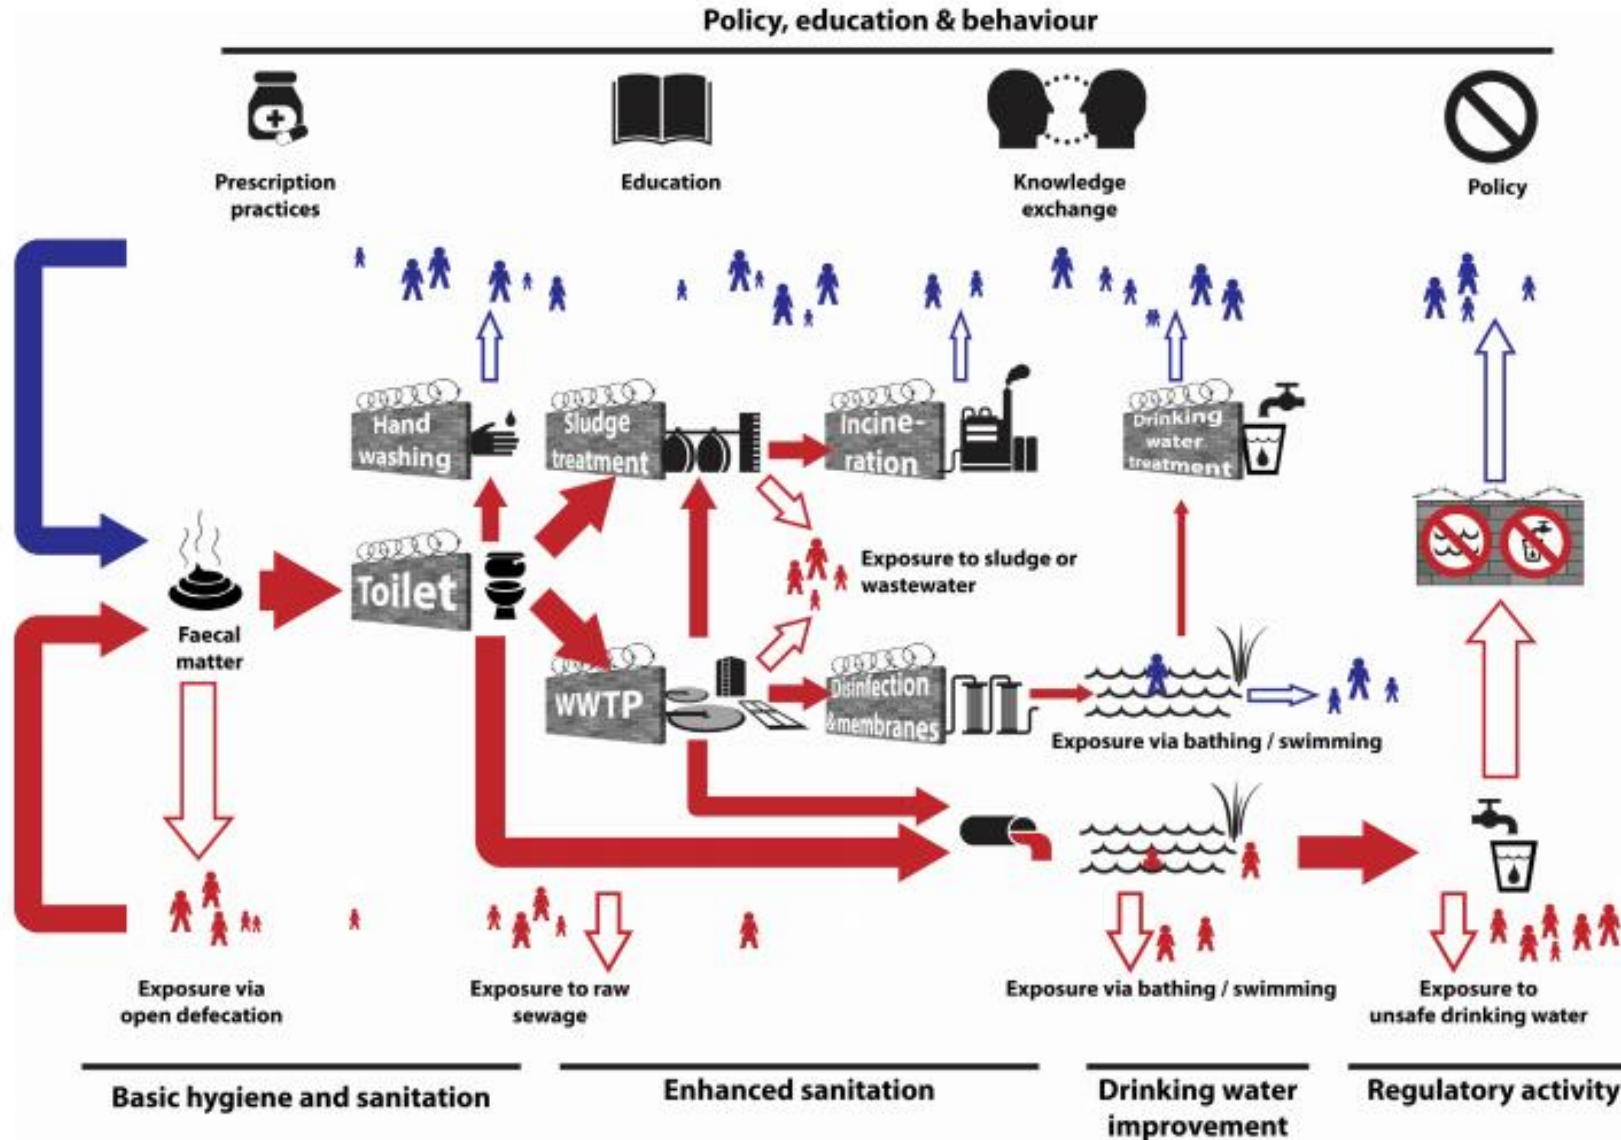 Policy, education & behaviour
Prescription
practices
Education
Knowledge
exchange
Policy
Hand
washing
Sludge
treatment
Incine-
ration
Drinking
water
treatment
Toilet
Exposure to sludge or
wastewater
Faecal
matter
WWTP
Disinfection
&membranes
Exposure via bathing / swimming
Exposure via
open defecation
Exposure to raw
sewage
Exposure via bathing / swimming
Exposure to
unsafe drinking water
Basic hygiene and sanitation
Enhanced sanitation
Drinking water
improvement
Regulatory activity